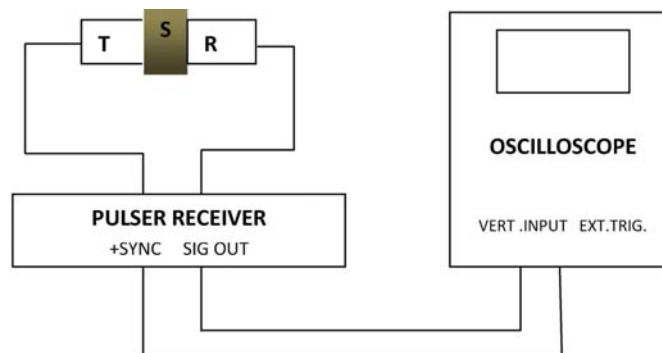 T S R
OSCILLOSCOPE
PULSER RECEIVER
VERT .INPUT EXT.TRIG.
+SYNC SIG OUT